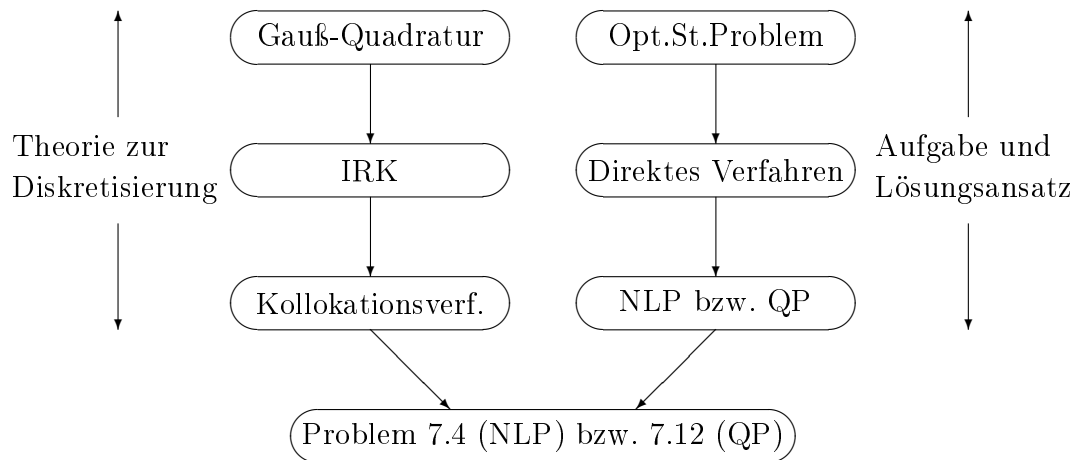 Gauß-Quadratur
Opt.St.Problem
Theorie zur
Diskretisierung
IRK
Direktes Verfahren
Aufgabe und
Lösungsansatz
Kollokationsverf.
NLP bzw. QP
Problem 7.4 (NLP) bzw. 7.12 (QP)